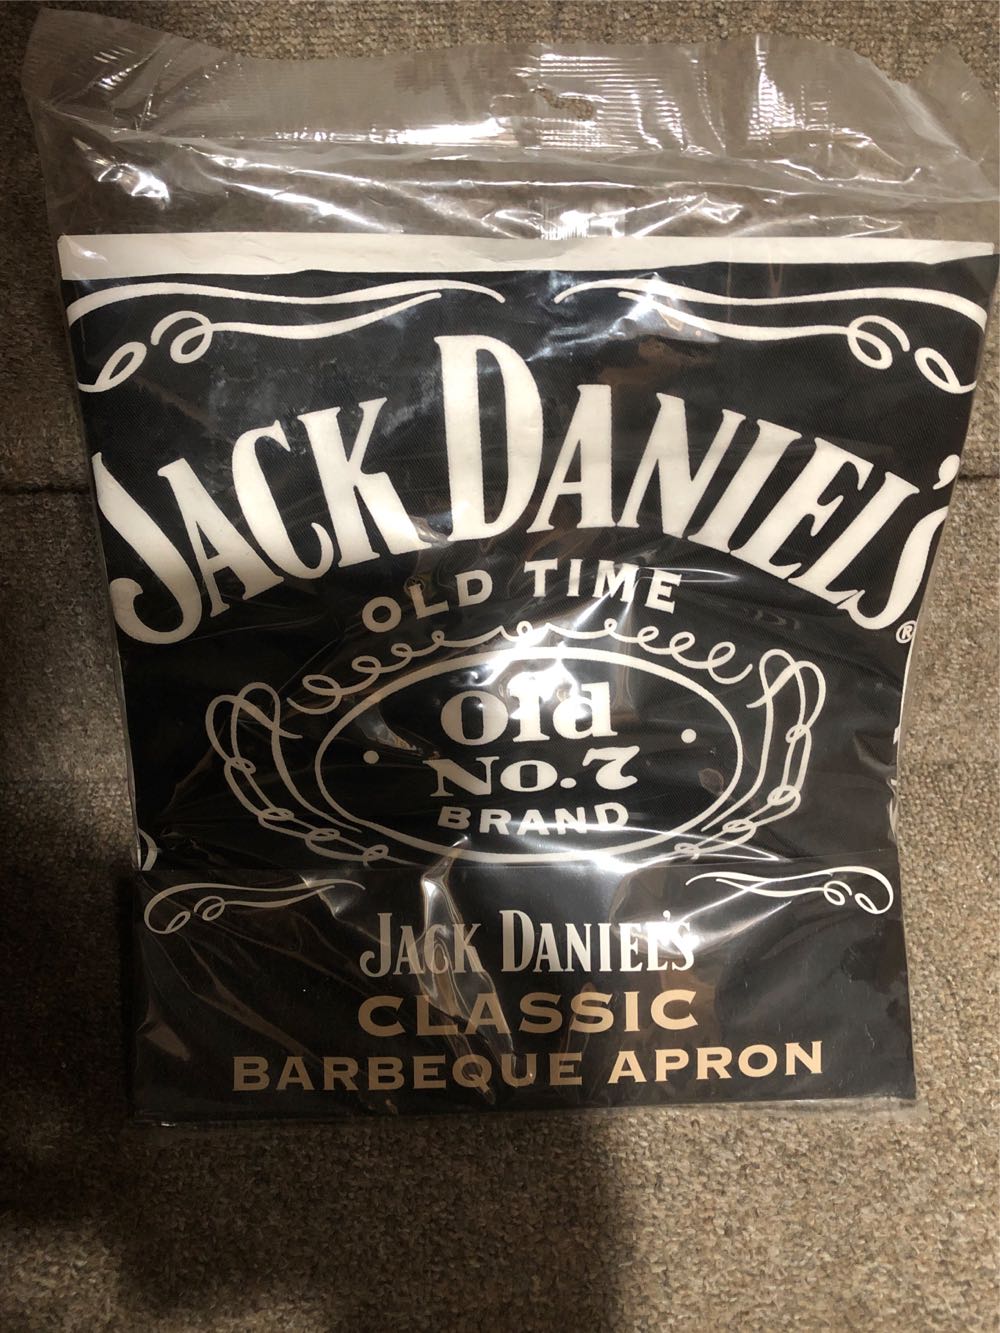 JACK DANIEL'S®
OLD TIME
Old
No.7
BRAND
JACK DANIEL'S
CLASSIC
BARBEQUE APRON